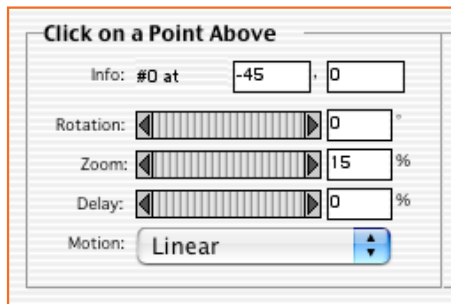 Click on a Point Above
Info: #0 at -45 , 0
Rotation: 0 °
Zoom: 15 %
Delay: 0 %
Motion: Linear